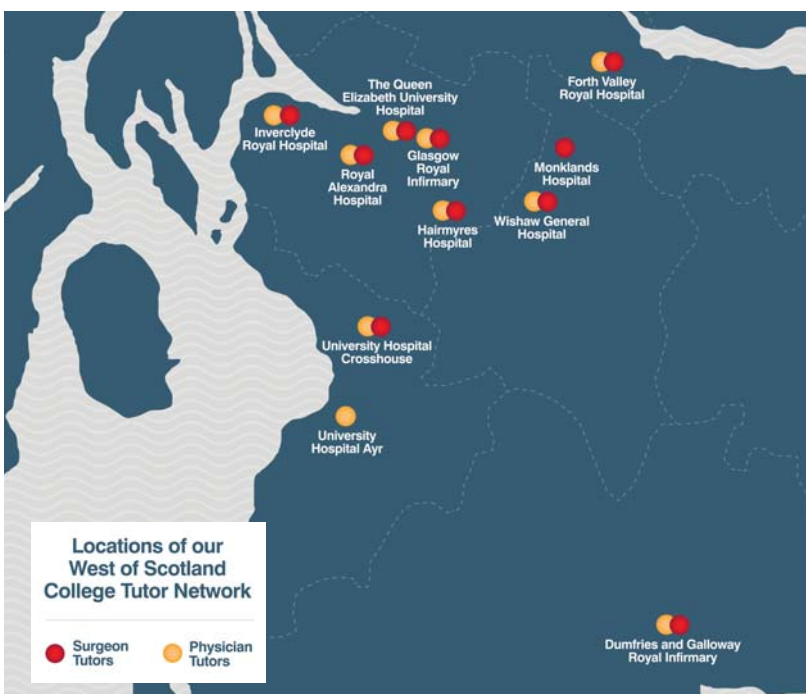 Forth Valley
Royal Hospital
The Queen
Elizabeth University
Hospital
Inverclyde
Royal Hospital
Glasgow
Royal
Infirmary
Monklands
Hospital
Royal
Alexandra
Hospital
Hairmyres
Hospital
Wishaw General
Hospital
University Hospital
Crosshouse
University
Hospital Ayr
Locations of our
West of Scotland
College Tutor Network
Surgeon
Tutors
Physician
Tutors
Dumfries and Galloway
Royal Infirmary